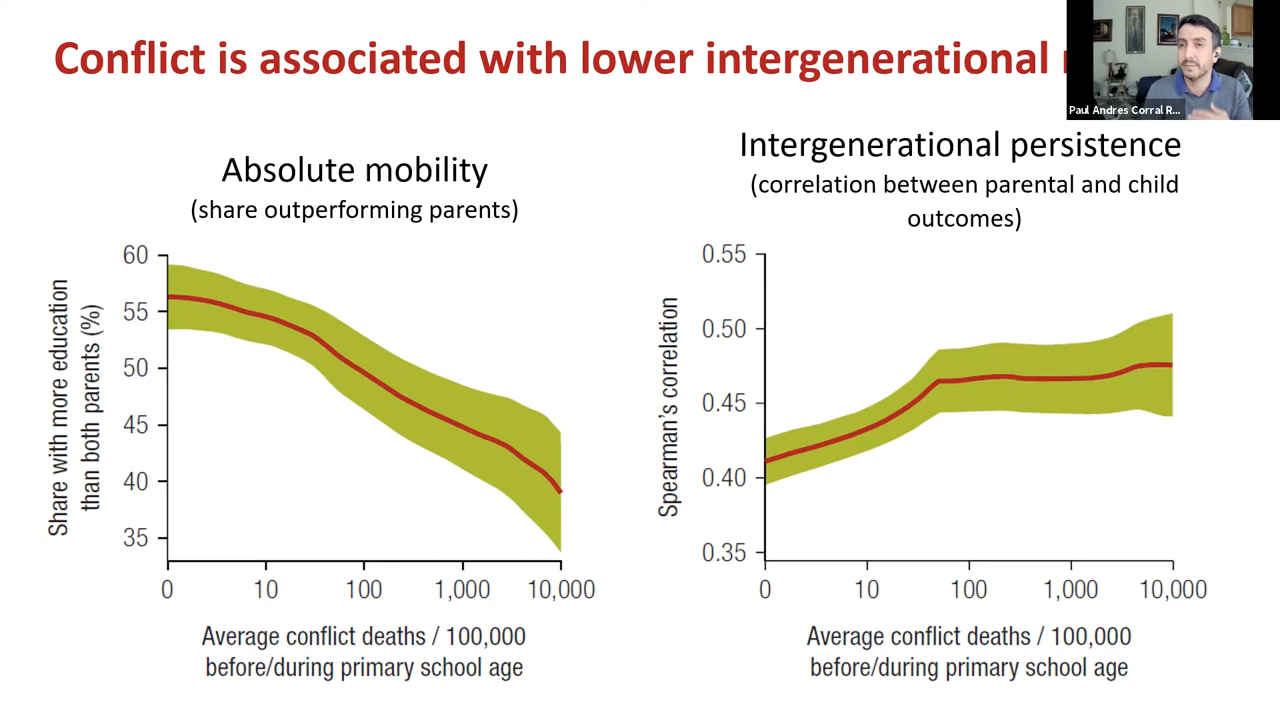 Conflict is associated with lower intergenerational
Paul Andres Corral R...
Absolute mobility
(share outperforming parents)
Share with more education
than both parents (%)
60
55
50
45
40
35
0 10 100 1,000 10,000
Average conflict deaths / 100,000
before/during primary school age
Intergenerational persistence
(correlation between parental and child
outcomes)
Spearman's correlation
0.55
0.50
0.45
0.40
0.35
0 10 100 1,000 10,000
Average conflict deaths / 100,000
before/during primary school age